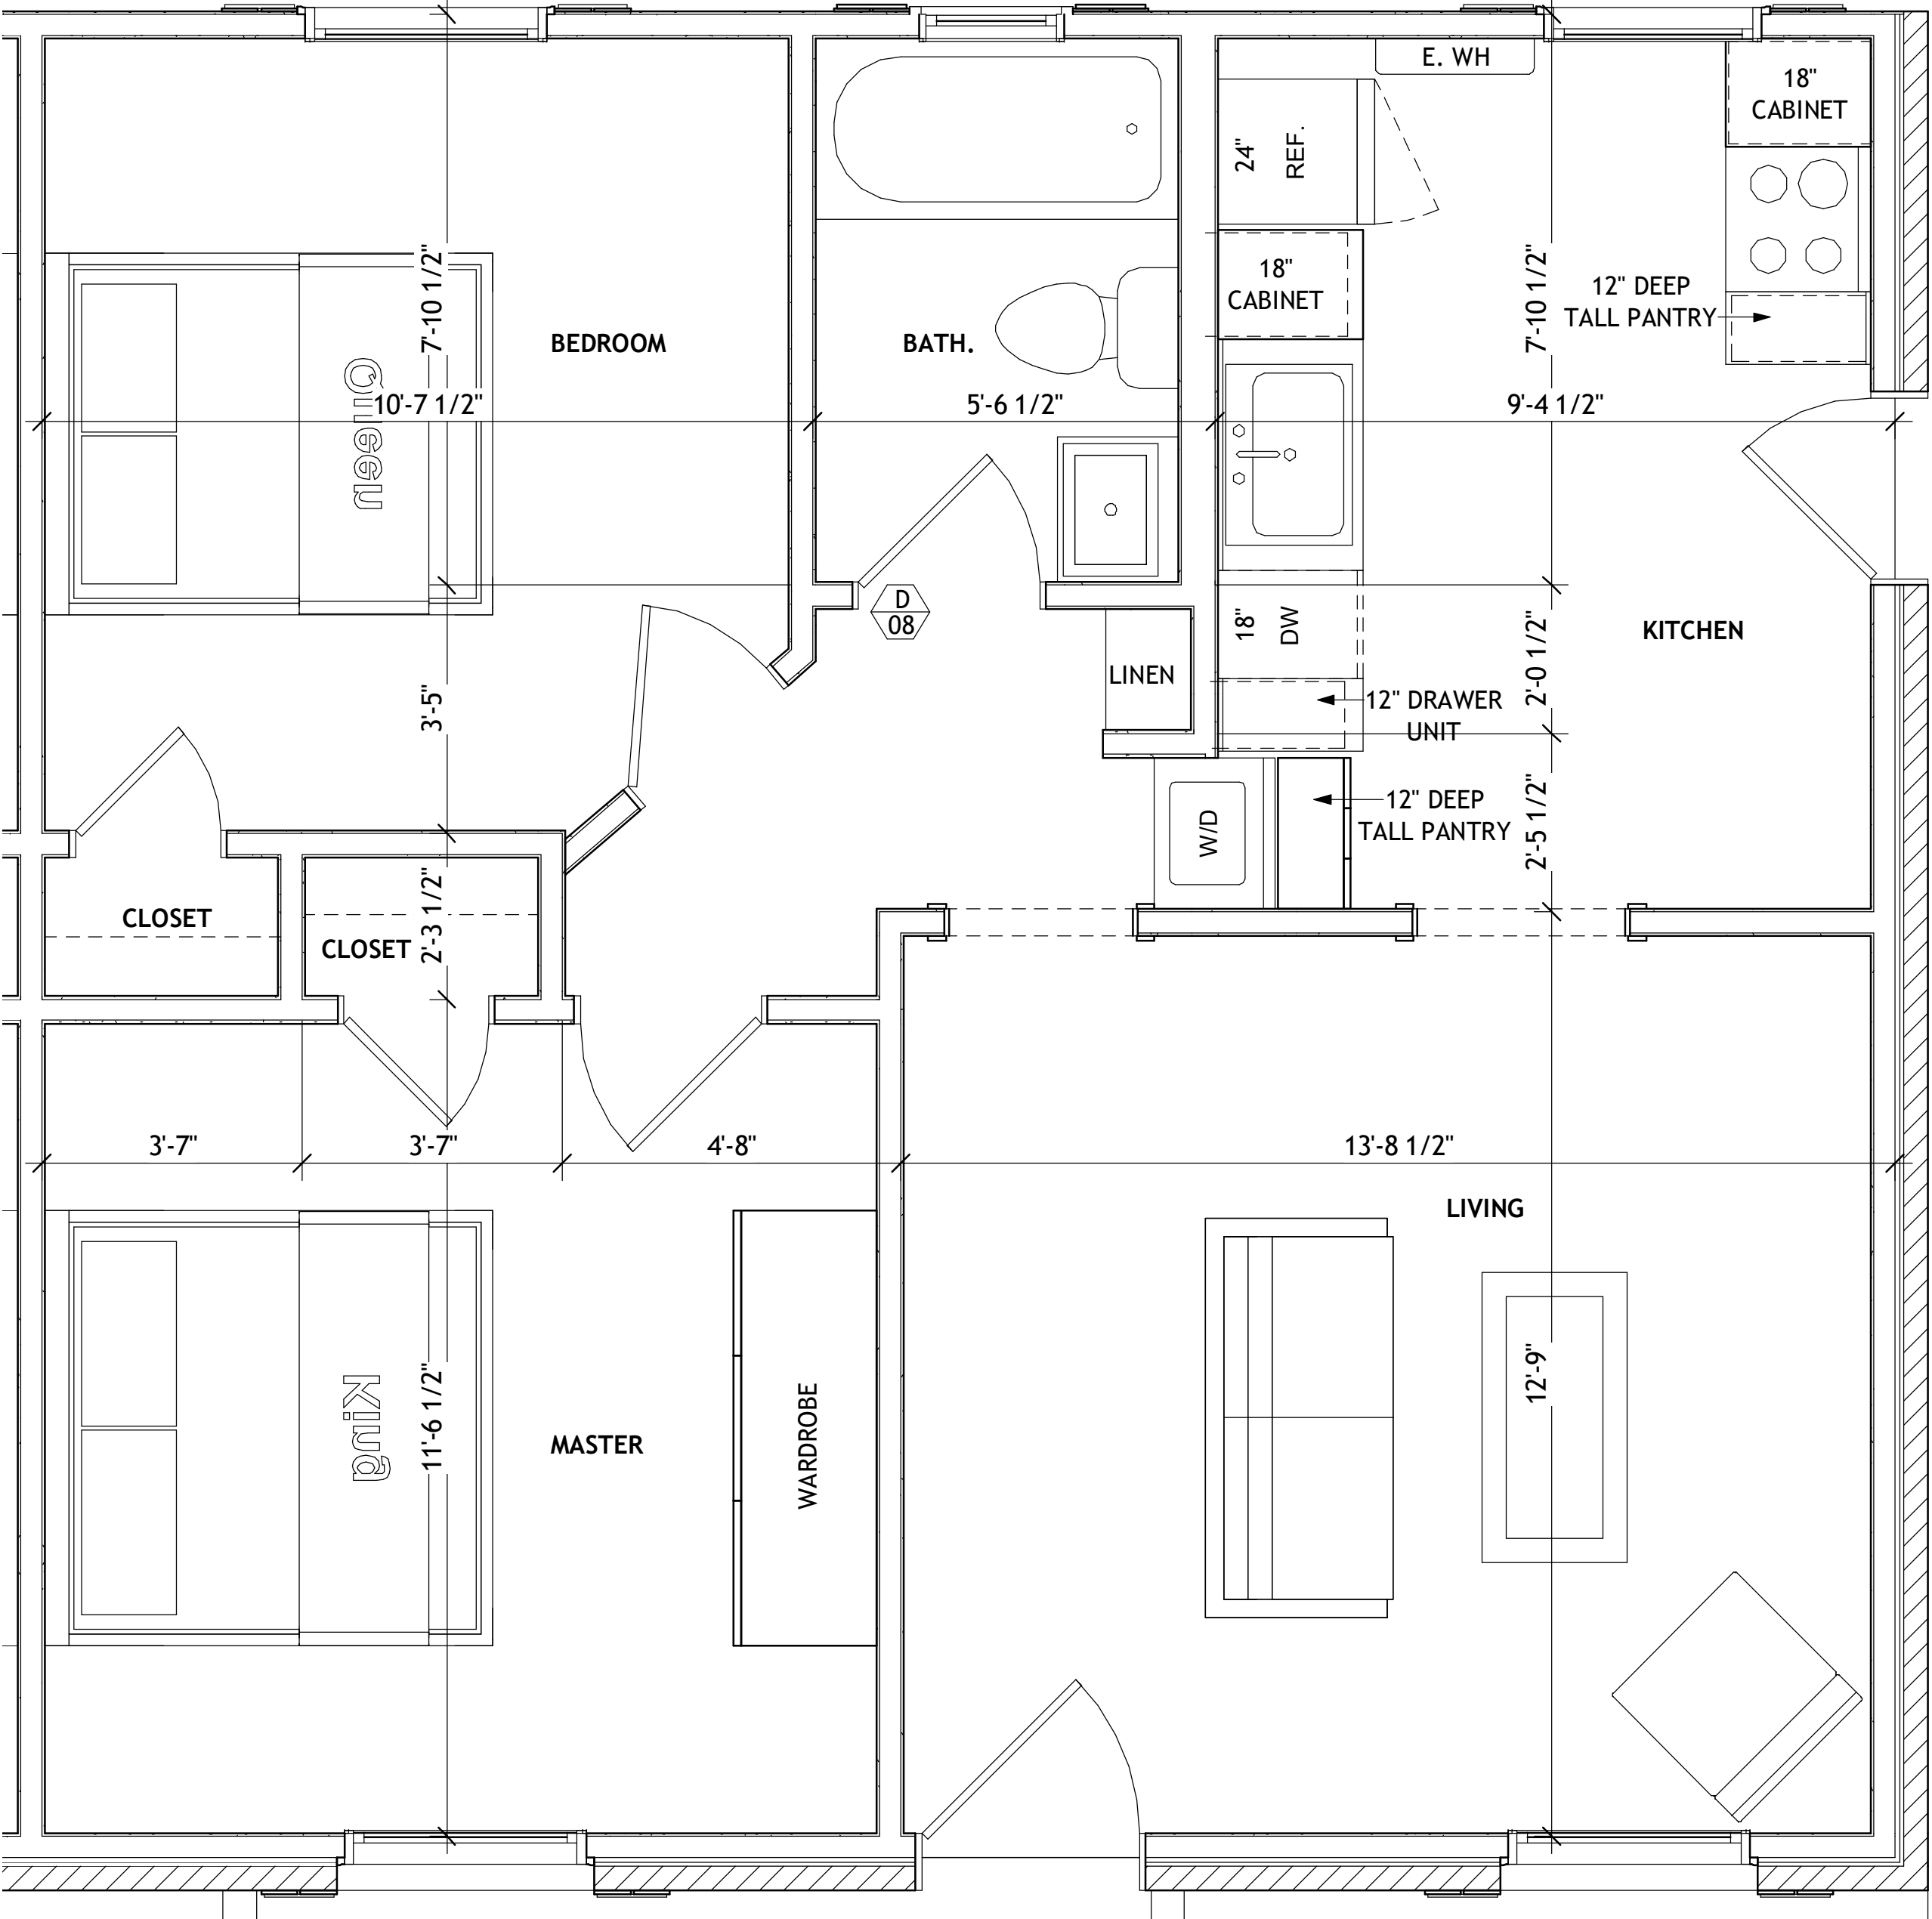 E. WH
18"
CABINET
24"
REF.
18"
CABINET
12" DEEP
TALL PANTRY
7'-10 1/2"
7'-10 1/2"
BEDROOM
BATH.
Queen
10'-7 1/2"
5'-6 1/2"
9'-4 1/2"
D
08
18"
DW
KITCHEN
2'-0 1/2"
LINEN
3'-5"
12" DRAWER
UNIT
12" DEEP
TALL PANTRY
W/D
2'-5 1/2"
CLOSET
CLOSET
2'-3 1/2"
3'-7"
3'-7"
4'-8"
13'-8 1/2"
LIVING
King
11'-6 1/2"
MASTER
WARDROBE
12'-9"